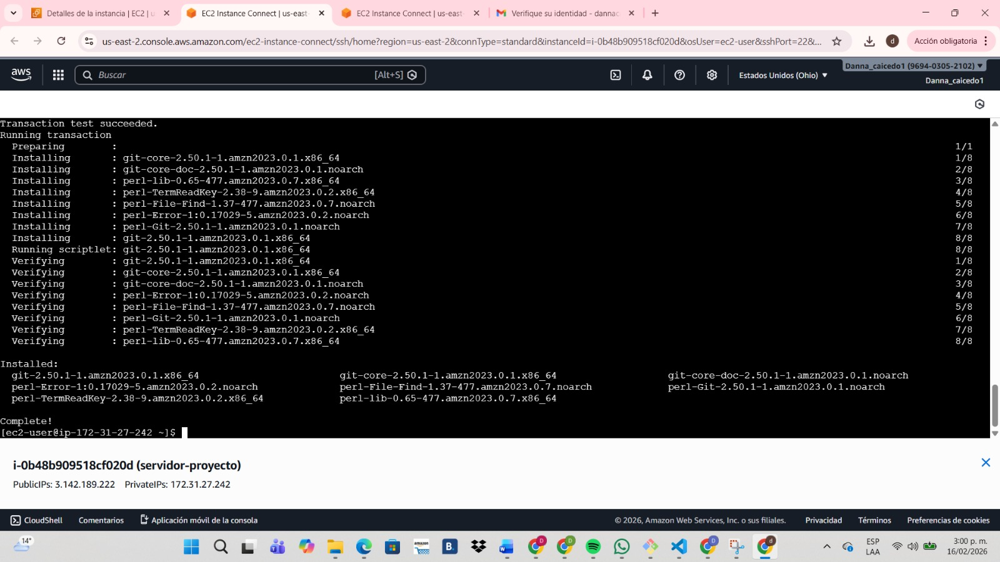 Detalles de la instancia | EC2 | u
EC2 Instance Connect | us-east-
EC2 Instance Connect | us-east-
Verifique su identidad - dannac
us-east-2.console.aws.amazon.com/ec2-instance-connect/ssh/home?region=us-east-2&connType=standard&instanceId=i-0b48b909518cf020d&osUser=ec2-user&sshPort=22&...
d
Acción obligatoria
aws
Buscar
[Alt+S]
Estados Unidos (Ohio)
Danna_caicedo1 (9694-0305-2102)
Danna_caicedo1
Transaction test succeeded.
Running transaction
Preparing : 1/1
Installing : git-core-2.50.1-1.amzn2023.0.1.x86_64 1/8
Installing : git-core-doc-2.50.1-1.amzn2023.0.1.noarch 2/8
Installing : perl-lib-0.65-477.amzn2023.0.7.x86_64 3/8
Installing : perl-TermReadKey-2.38-9.amzn2023.0.2.x86_64 4/8
Installing : perl-File-Find-1.37-477.amzn2023.0.7.noarch 5/8
Installing : perl-Error-1:0.17029-5.amzn2023.0.2.noarch 6/8
Installing : perl-Git-2.50.1-1.amzn2023.0.1.noarch 7/8
Installing : git-2.50.1-1.amzn2023.0.1.x86_64 8/8
Running scriptlet: git-2.50.1-1.amzn2023.0.1.x86_64 8/8
Verifying : git-2.50.1-1.amzn2023.0.1.x86_64 1/8
Verifying : git-core-2.50.1-1.amzn2023.0.1.x86_64 2/8
Verifying : git-core-doc-2.50.1-1.amzn2023.0.1.noarch 3/8
Verifying : perl-Error-1:0.17029-5.amzn2023.0.2.noarch 4/8
Verifying : perl-File-Find-1.37-477.amzn2023.0.7.noarch 5/8
Verifying : perl-Git-2.50.1-1.amzn2023.0.1.noarch 6/8
Verifying : perl-TermReadKey-2.38-9.amzn2023.0.2.x86_64 7/8
Verifying : perl-lib-0.65-477.amzn2023.0.7.x86_64 8/8
Installed:
git-2.50.1-1.amzn2023.0.1.x86_64 git-core-2.50.1-1.amzn2023.0.1.x86_64 git-core-doc-2.50.1-1.amzn2023.0.1.noarch
perl-Error-1:0.17029-5.amzn2023.0.2.noarch perl-File-Find-1.37-477.amzn2023.0.7.noarch perl-Git-2.50.1-1.amzn2023.0.1.noarch
perl-TermReadKey-2.38-9.amzn2023.0.2.x86_64 perl-lib-0.65-477.amzn2023.0.7.x86_64
Complete!
[ec2-user@ip-172-31-27-242 ~]$
i-0b48b909518cf020d (servidor-proyecto)
PublicIPs: 3.142.189.222 PrivateIPs: 172.31.27.242
CloudShell Comentarios Aplicación móvil de la consola
© 2026, Amazon Web Services, Inc. o sus filiales. Privacidad Términos Preferencias de cookies
14°
amazon
B.
D
D
D
d
ESP
LAA
3:00 p. m.
16/02/2026